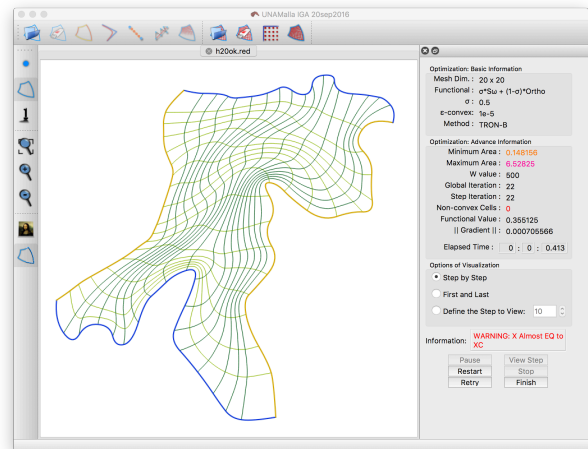 UNAMalla IGA 20sep2016
h20ok.red
1
Optimization: Basic Information
Mesh Dim. : 20 x 20
Functional : σ*Sω + (1-σ)*Ortho
σ : 0.5
ε-convex: 1e-5
Method : TRON-B
Optimization: Advance Information
Minimum Area : 0.148156
Maximum Area : 6.52825
W value : 500
Global Iteration : 22
Step Iteration : 22
Non-convex Cells : 0
Functional Value : 0.355125
|| Gradient || : 0.000705566
Elapsed Time : 0 : 0 : 0.413
Options of Visualization
Step by Step
First and Last
Define the Step to View: 10
Information: WARNING: X Almost EQ to
XC
Pause View Step
Restart Stop
Retry Finish